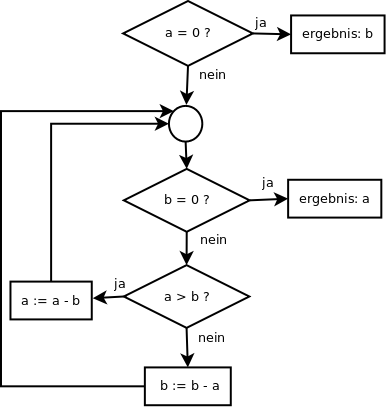 a = 0 ?
ja
ergebnis: b
nein
b = 0 ?
ja
ergebnis: a
nein
a > b ?
ja
a := a - b
nein
b := b - a